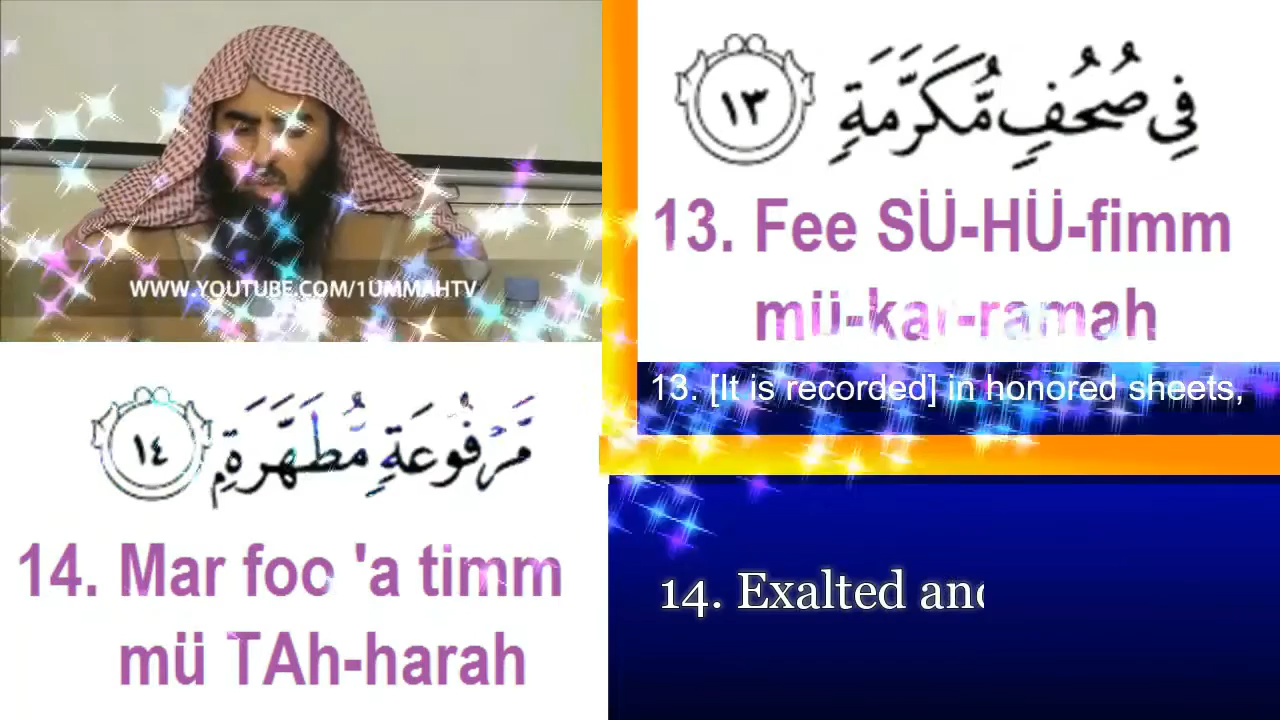 WWW.YOUTUBE.COM/1UMMAHTV
فِي صُحُفٍ مُّكَرَّمَةٍ ١٣
13. Fee SÜ-HÜ-fimm
mü-kar-ramah
13. [It is recorded] in honored sheets,
مَّرْفُوعَةٍ مُّطَهَّرَةٍۭ ١٤
14. Mar foo 'a timm
mü TAh-harah
14. Exalted and